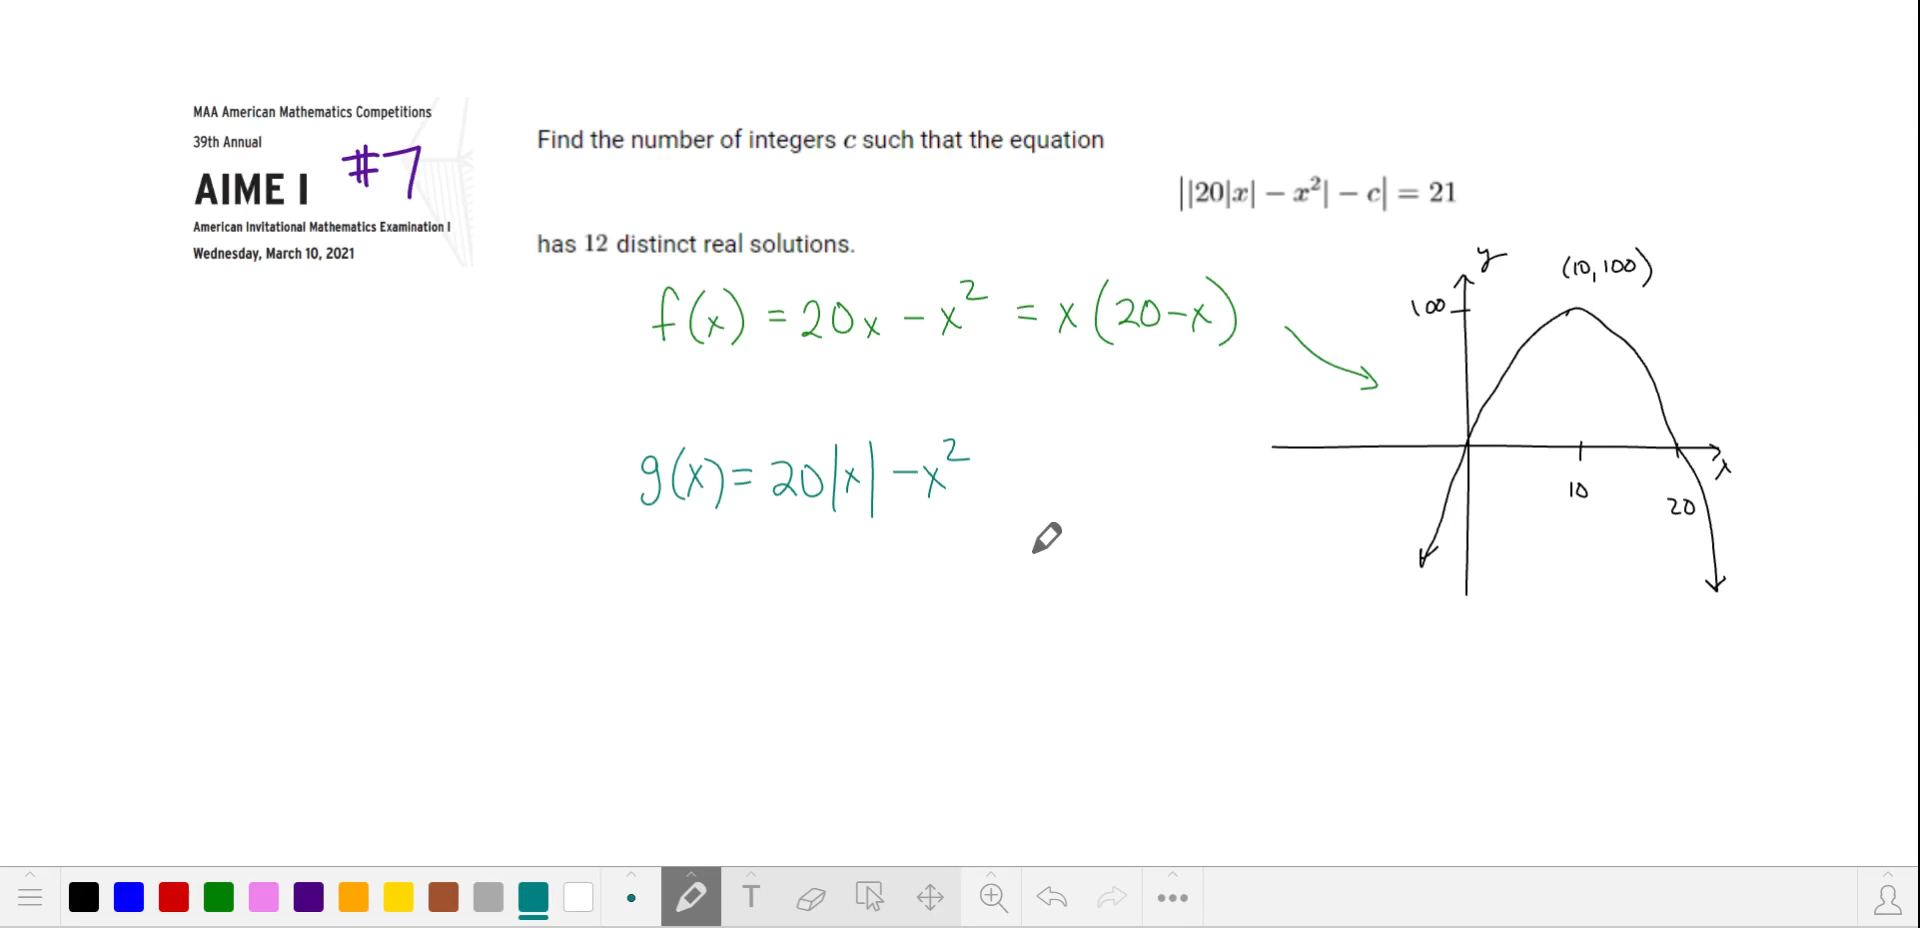 MAA American Mathematics Competitions
39th Annual
AIME I #7
American Invitational Mathematics Examination I
Wednesday, March 10, 2021
Find the number of integers c such that the equation
||20|x| − x²| − c| = 21
has 12 distinct real solutions.
f(x) = 20x − x² = x(20−x)
g(x) = 20|x| − x²
y
(10,100)
100
x
10
20
T